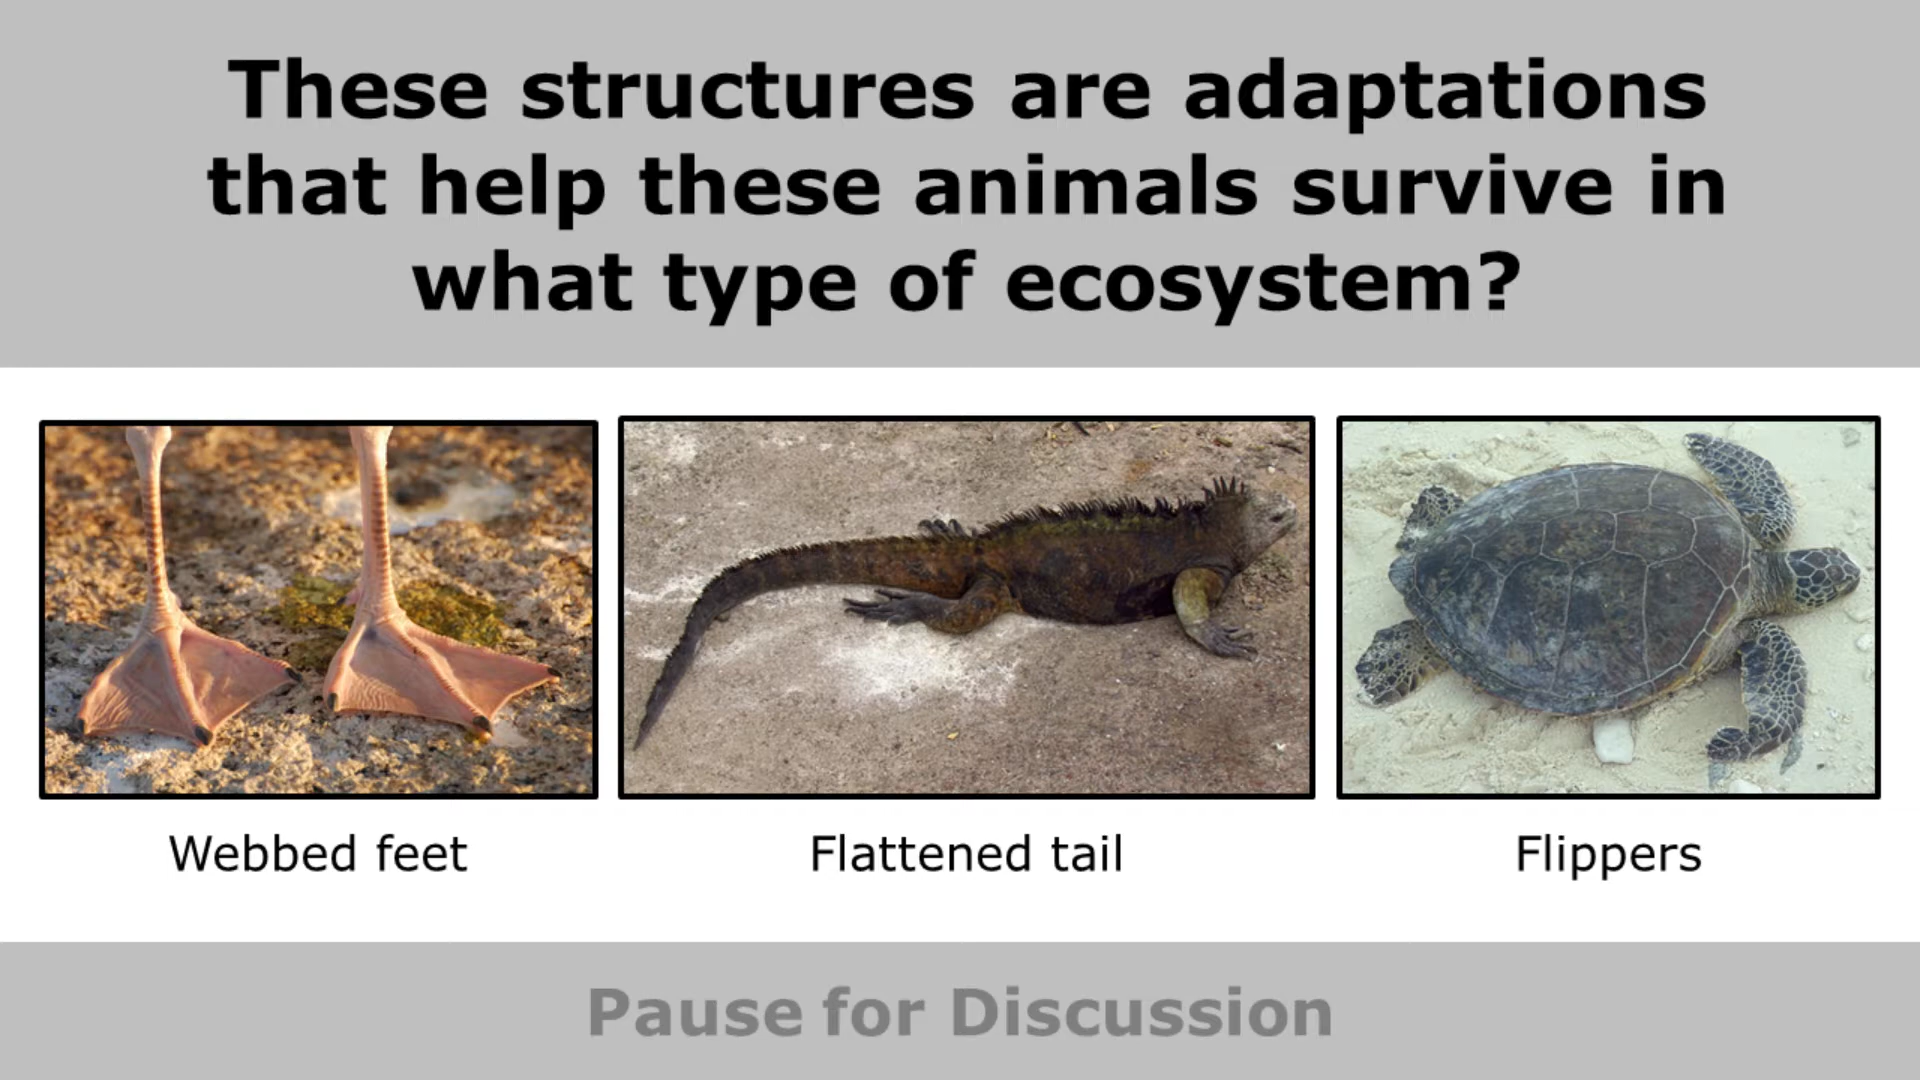 These structures are adaptations
that help these animals survive in
what type of ecosystem?
Webbed feet
Flattened tail
Flippers
Pause for Discussion